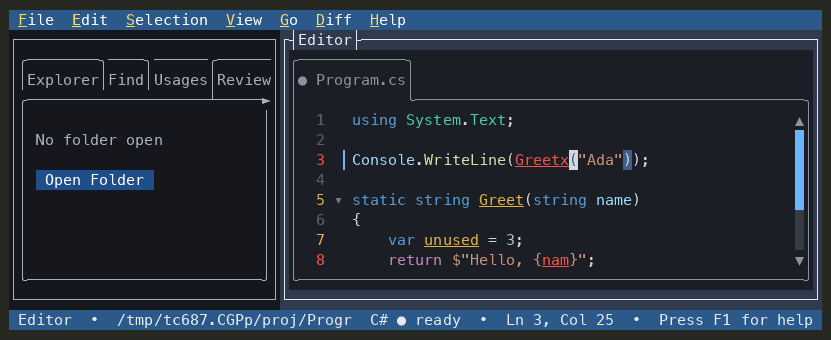 File Edit Selection View Go Diff Help
Editor
Explorer Find Usages Review
● Program.cs
No folder open
Open Folder
1 using System.Text;
2
3 Console.WriteLine(Greetx("Ada"));
4
5 ▾ static string Greet(string name)
6 {
7 var unused = 3;
8 return $"Hello, {nam}";
Editor • /tmp/tc687.CGPp/proj/Progr C# ● ready • Ln 3, Col 25 • Press F1 for help